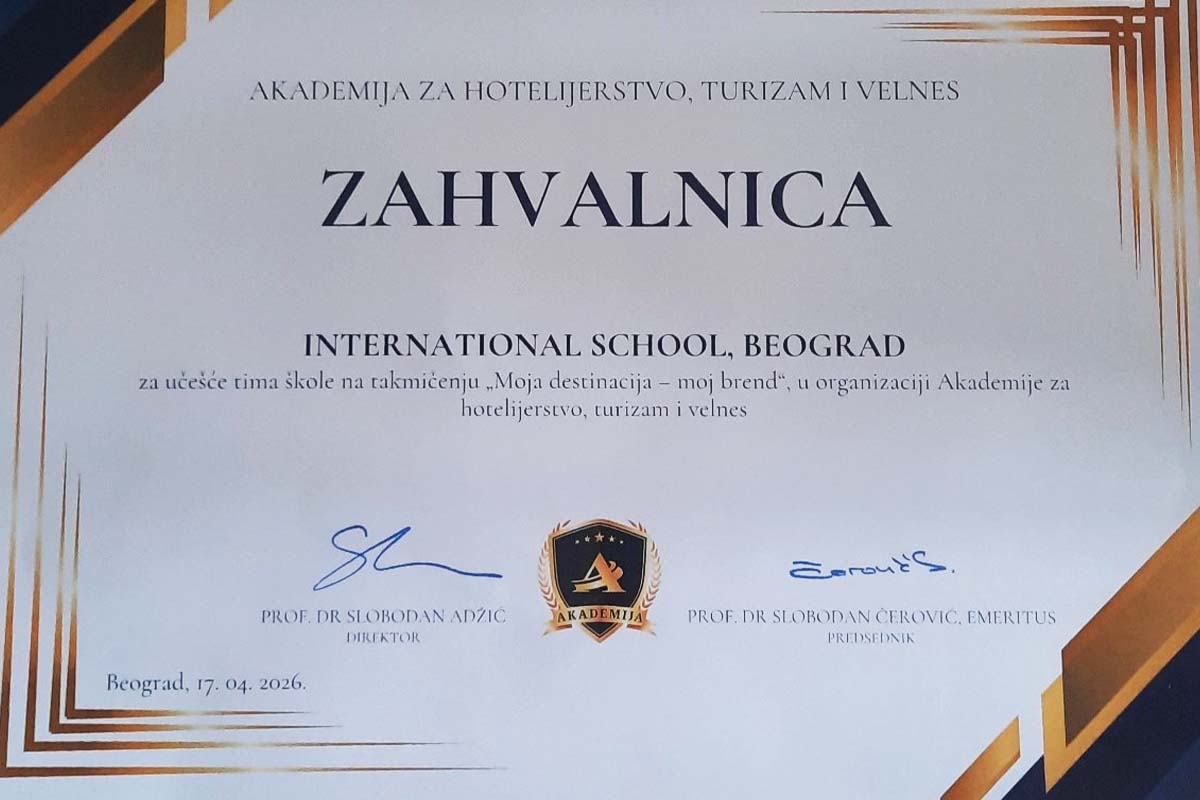 AKADEMIJA ZA HOTELIJERSTVO, TURIZAM I VELNES
ZAHVALNICA
INTERNATIONAL SCHOOL, BEOGRAD
za učešće tima škole na takmičenju „Moja destinacija – moj brend“, u organizaciji Akademije za
hotelijerstvo, turizam i velnes
PROF. DR SLOBODAN ADŽIĆ
DIREKTOR
AKADEMIJA
Čerović S.
PROF. DR SLOBODAN ČEROVIĆ, EMERITUS
PREDSEDNIK
Beograd, 17. 04. 2026.